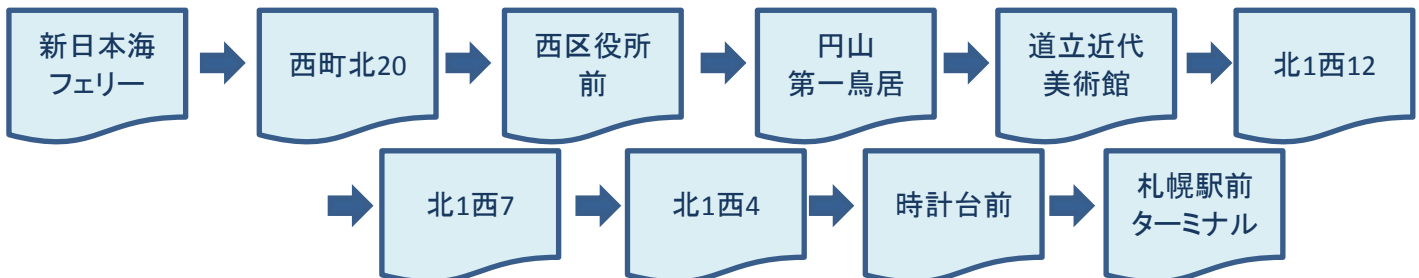 新日本海
フェリー
西町北20
西区役所
前
円山
第一鳥居
道立近代
美術館
北1西12
北1西7
北1西4
時計台前
札幌駅前
ターミナル